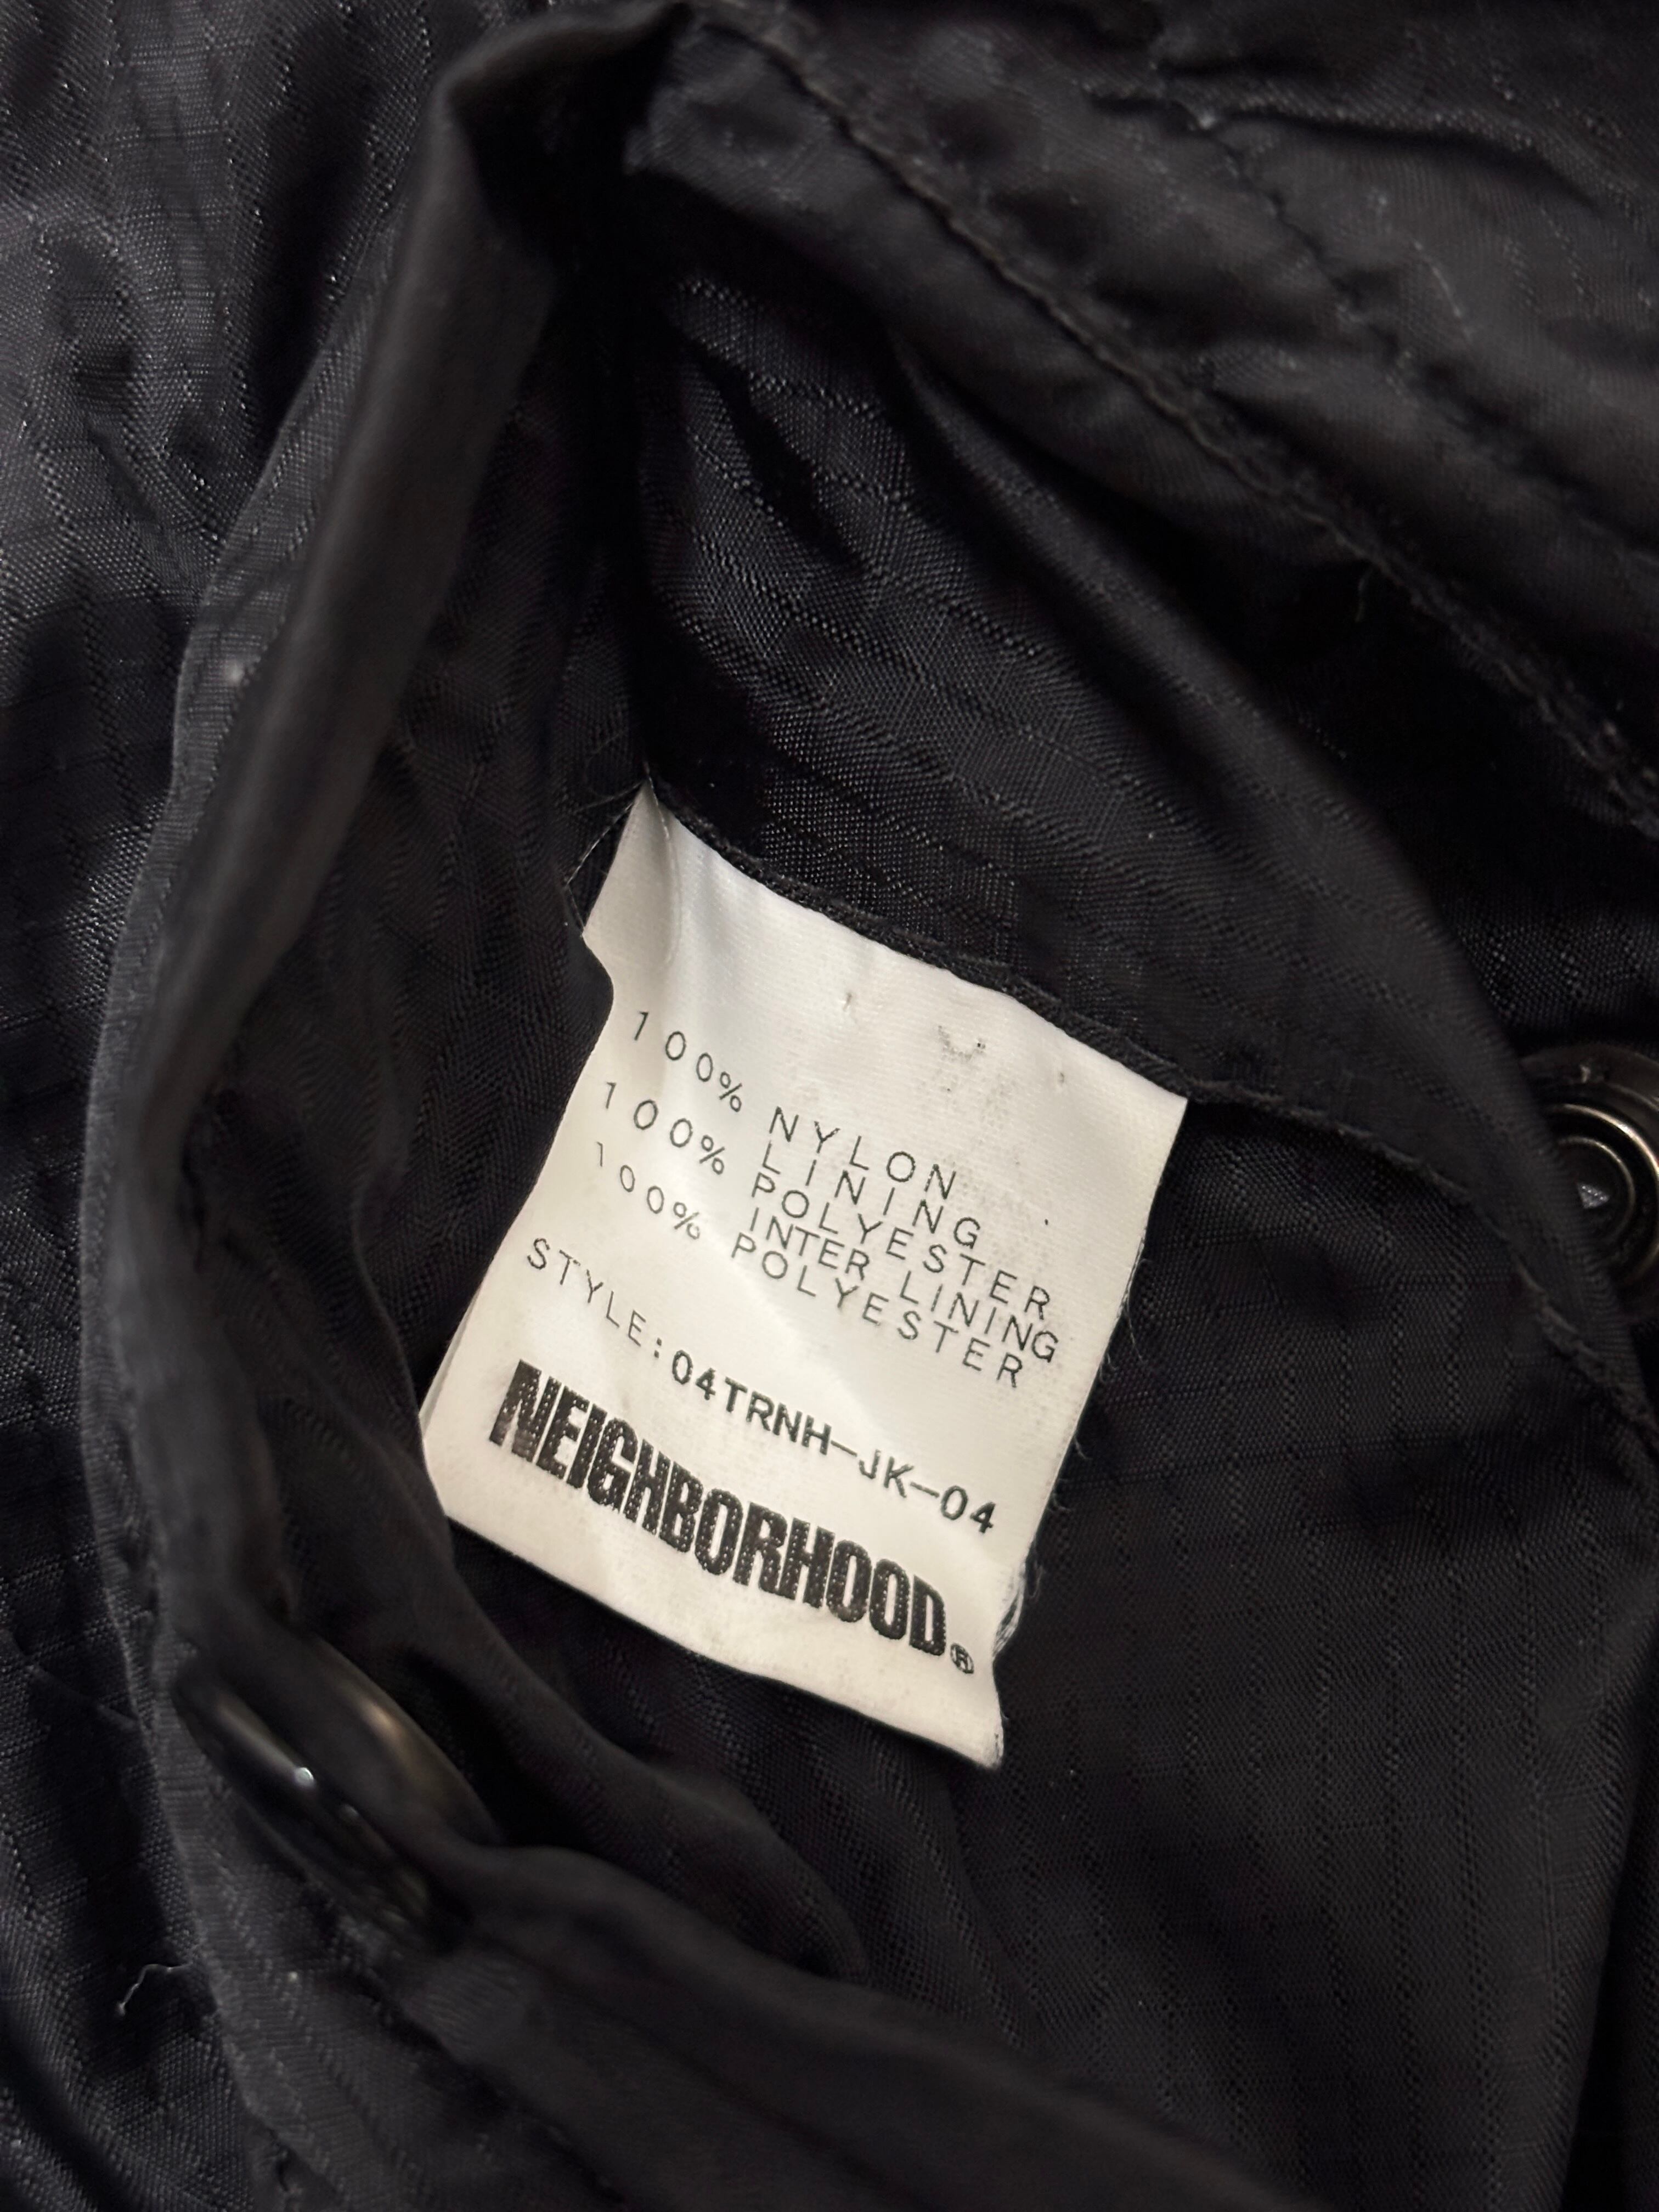 100% NYLON
LINING
100% POLYESTER
INTER LINING
100% POLYESTER
STYLE:04TRNH-JK-04
NEIGHBORHOOD®